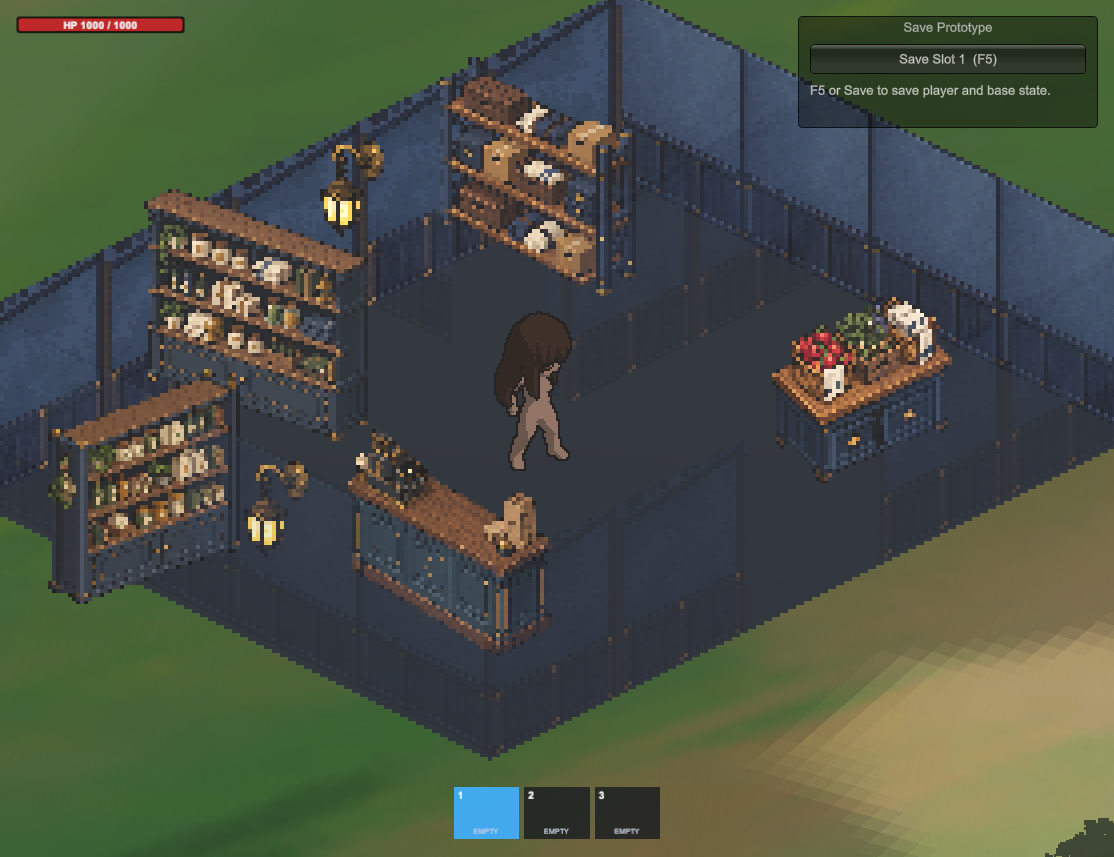 HP 1000 / 1000
Save Prototype
Save Slot 1 (F5)
F5 or Save to save player and base state.
1
EMPTY
2
EMPTY
3
EMPTY